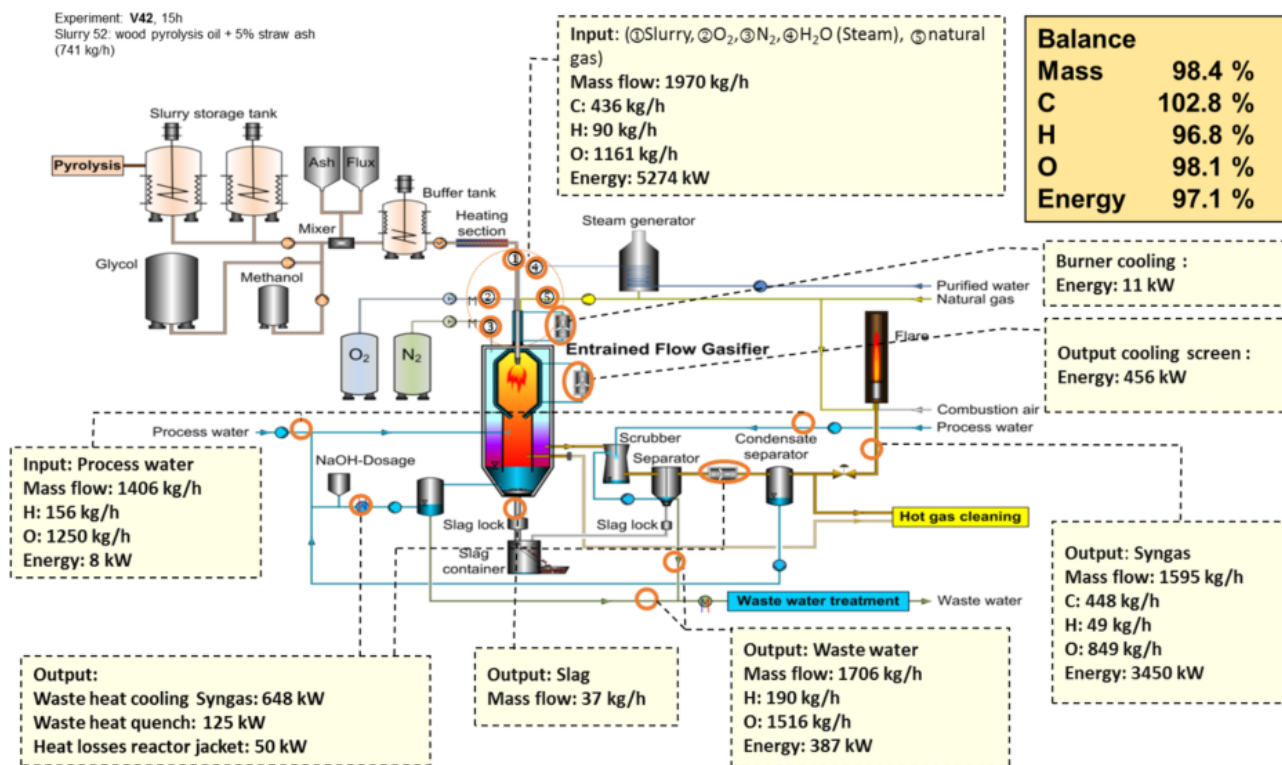 Experiment: V42, 15h
Slurry 52: wood pyrolysis oil + 5% straw ash
(741 kg/h)
Input: (①Slurry, ②O₂, ③N₂, ④H₂O (Steam), ⑤natural
gas)
Mass flow: 1970 kg/h
C: 436 kg/h
H: 90 kg/h
O: 1161 kg/h
Energy: 5274 kW
Balance
Mass 98.4 %
C 102.8 %
H 96.8 %
O 98.1 %
Energy 97.1 %
Slurry storage tank
Pyrolysis
Ash
Flux
Buffer tank
Mixer
Heating
section
Glycol
Methanol
①
④
②
⑤
③
M
M
O₂
N₂
Steam generator
Purified water
Natural gas
Burner cooling :
Energy: 11 kW
Entrained Flow Gasifier
Flare
Output cooling screen :
Energy: 456 kW
Combustion air
Process water
Process water
Input: Process water
Mass flow: 1406 kg/h
H: 156 kg/h
O: 1250 kg/h
Energy: 8 kW
NaOH-Dosage
Scrubber
Separator
Condensate
separator
Slag lock
Slag lock
Slag
container
Hot gas cleaning
Waste water treatment
Waste water
Output: Syngas
Mass flow: 1595 kg/h
C: 448 kg/h
H: 49 kg/h
O: 849 kg/h
Energy: 3450 kW
Output:
Waste heat cooling Syngas: 648 kW
Waste heat quench: 125 kW
Heat losses reactor jacket: 50 kW
Output: Slag
Mass flow: 37 kg/h
Output: Waste water
Mass flow: 1706 kg/h
H: 190 kg/h
O: 1516 kg/h
Energy: 387 kW